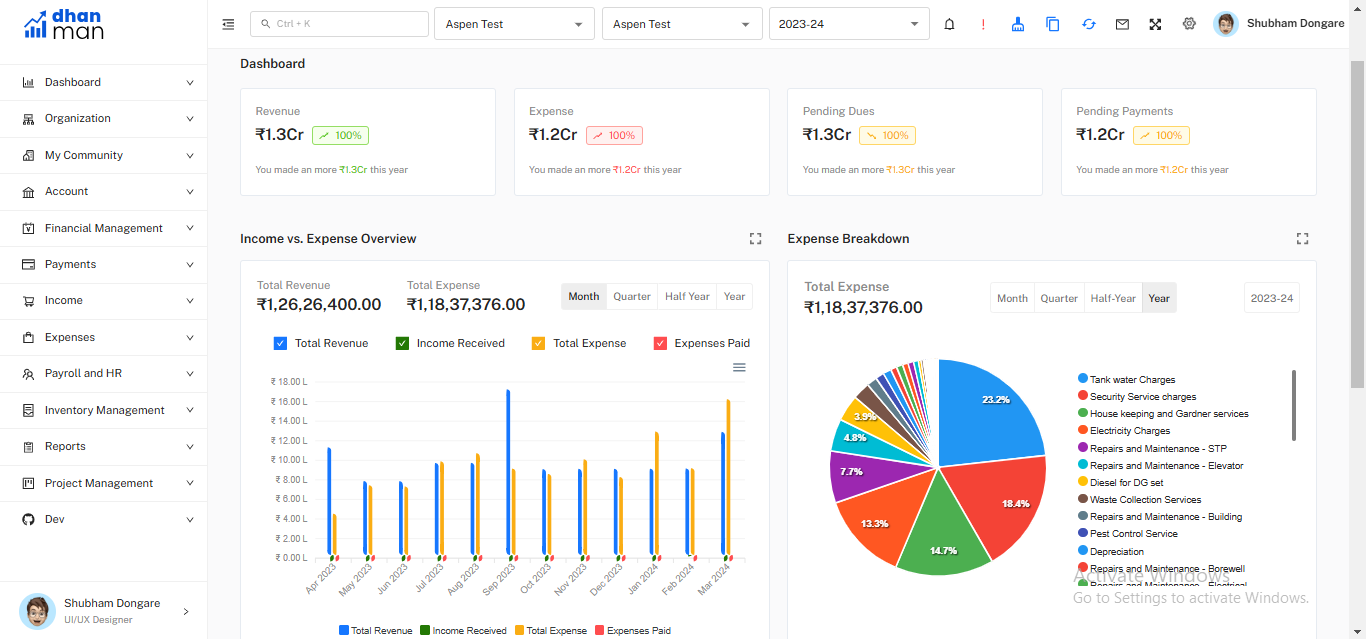 dhan
man
Ctrl + K
Aspen Test
Aspen Test
2023-24
Shubham Dongare
Dashboard
Organization
My Community
Account
Financial Management
Payments
Income
Expenses
Payroll and HR
Inventory Management
Reports
Project Management
Dev
Shubham Dongare
UI/UX Designer
Dashboard
Revenue
₹1.3Cr 100%
You made an more ₹1.3Cr this year
Expense
₹1.2Cr 100%
You made an more ₹1.2Cr this year
Pending Dues
₹1.3Cr 100%
You made an more ₹1.3Cr this year
Pending Payments
₹1.2Cr 100%
You made an more ₹1.2Cr this year
Income vs. Expense Overview
Total Revenue
₹1,26,26,400.00
Total Expense
₹1,18,37,376.00
Month Quarter Half Year Year
Total Revenue Income Received Total Expense Expenses Paid
₹ 18.00 L
₹ 16.00 L
₹ 14.00 L
₹ 12.00 L
₹ 10.00 L
₹ 8.00 L
₹ 6.00 L
₹ 4.00 L
₹ 2.00 L
₹ 0.00 L
Apr 2023 May 2023 Jun 2023 Jul 2023 Aug 2023 Sep 2023 Oct 2023 Nov 2023 Dec 2023 Jan 2024 Feb 2024 Mar 2024
Total Revenue Income Received Total Expense Expenses Paid
Expense Breakdown
Total Expense
₹1,18,37,376.00
Month Quarter Half-Year Year
2023-24
23.2%
18.4%
14.7%
13.3%
7.7%
4.8%
3.9%
Tank water Charges
Security Service charges
House keeping and Gardner services
Electricity Charges
Repairs and Maintenance - STP
Repairs and Maintenance - Elevator
Diesel for DG set
Waste Collection Services
Repairs and Maintenance - Building
Pest Control Service
Depreciation
Repairs and Maintenance - Borewell
Repairs and Maintenance - Electrical
Activate Windows
Go to Settings to activate Windows.